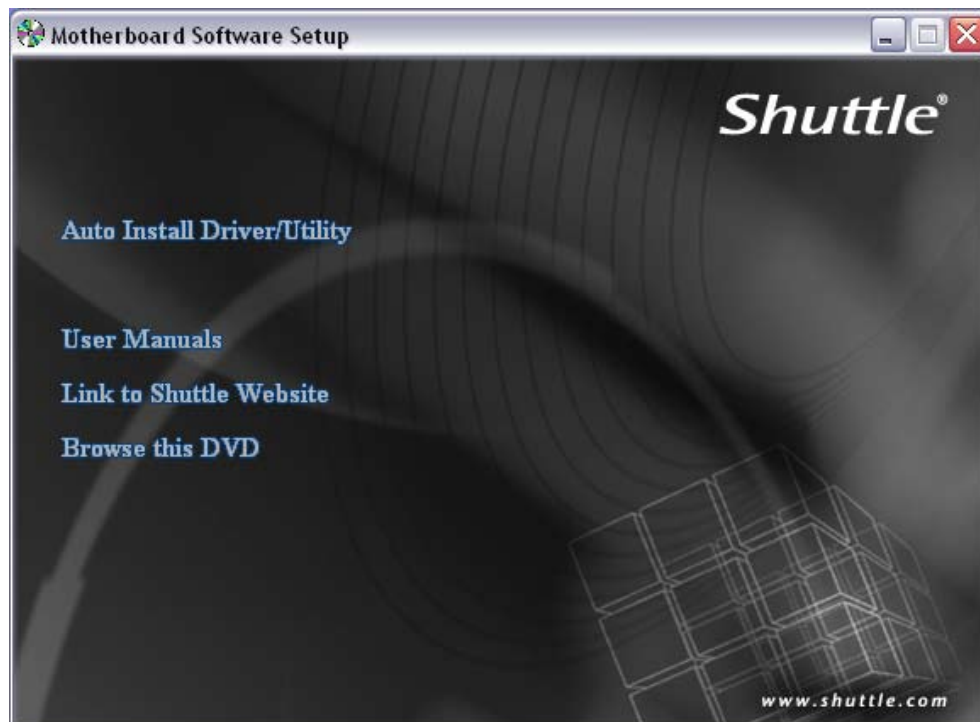 Motherboard Software Setup
Shuttle®
Auto Install Driver/Utility
User Manuals
Link to Shuttle Website
Browse this DVD
www.shuttle.com